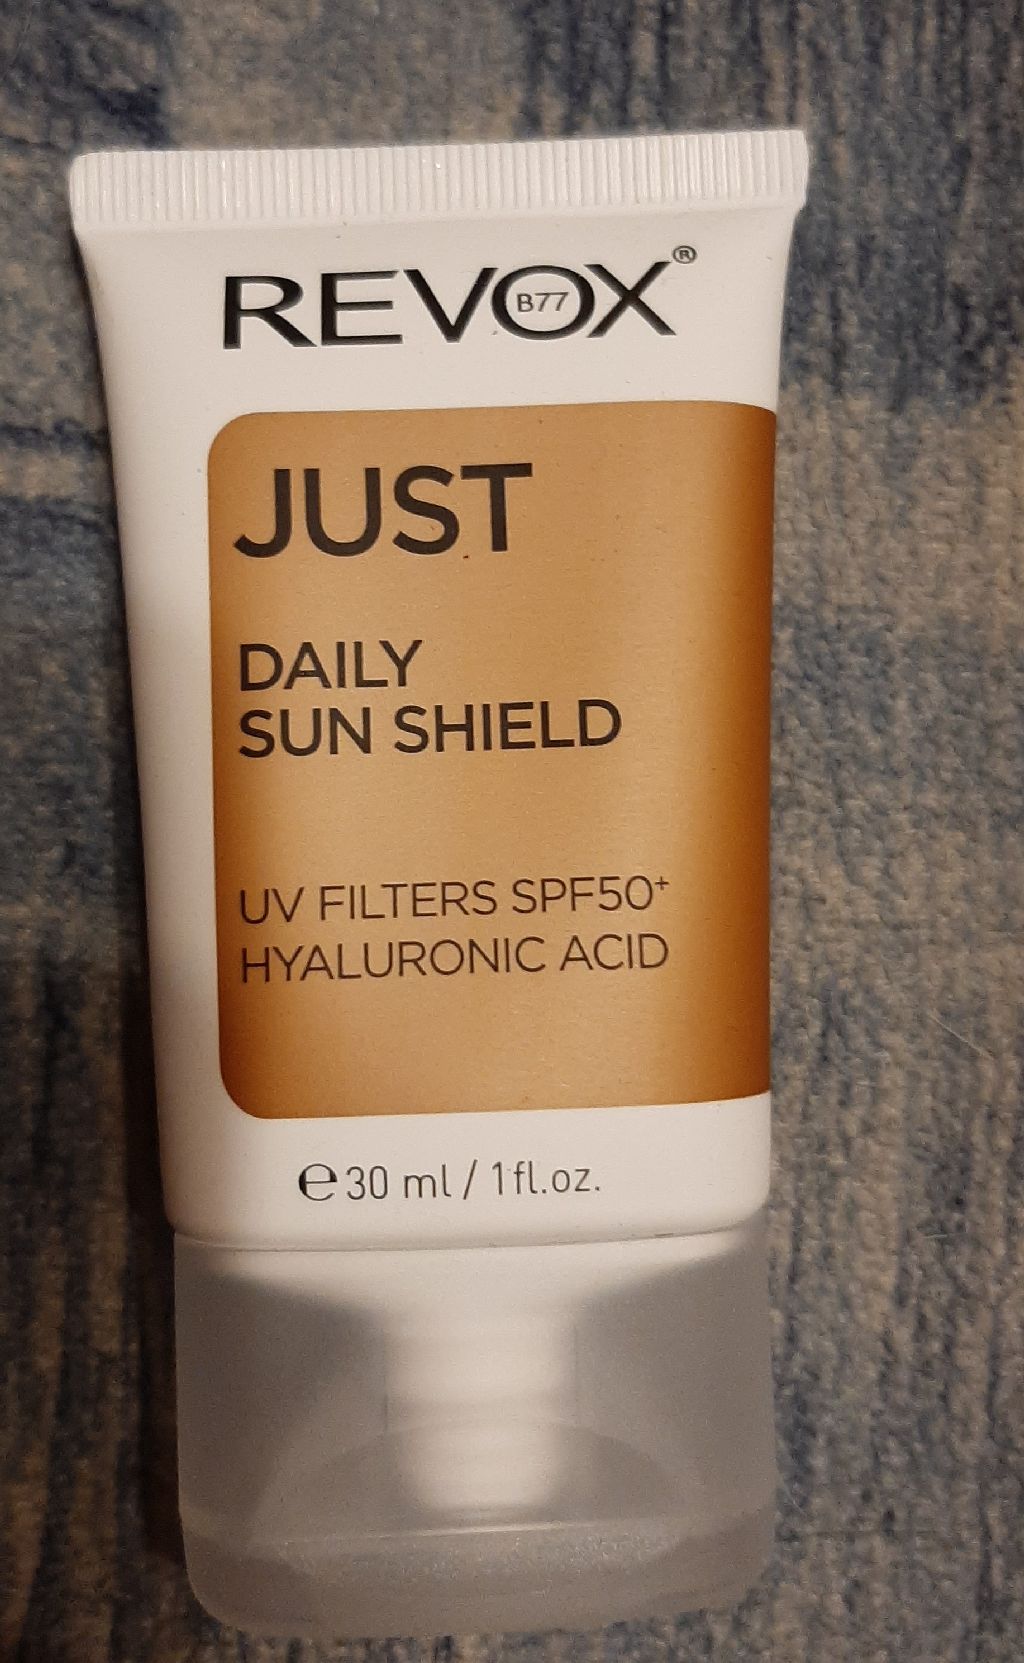 REVOX®
B77
JUST
DAILY
SUN SHIELD
UV FILTERS SPF50+
HYALURONIC ACID
℮30 ml / 1fl.oz.